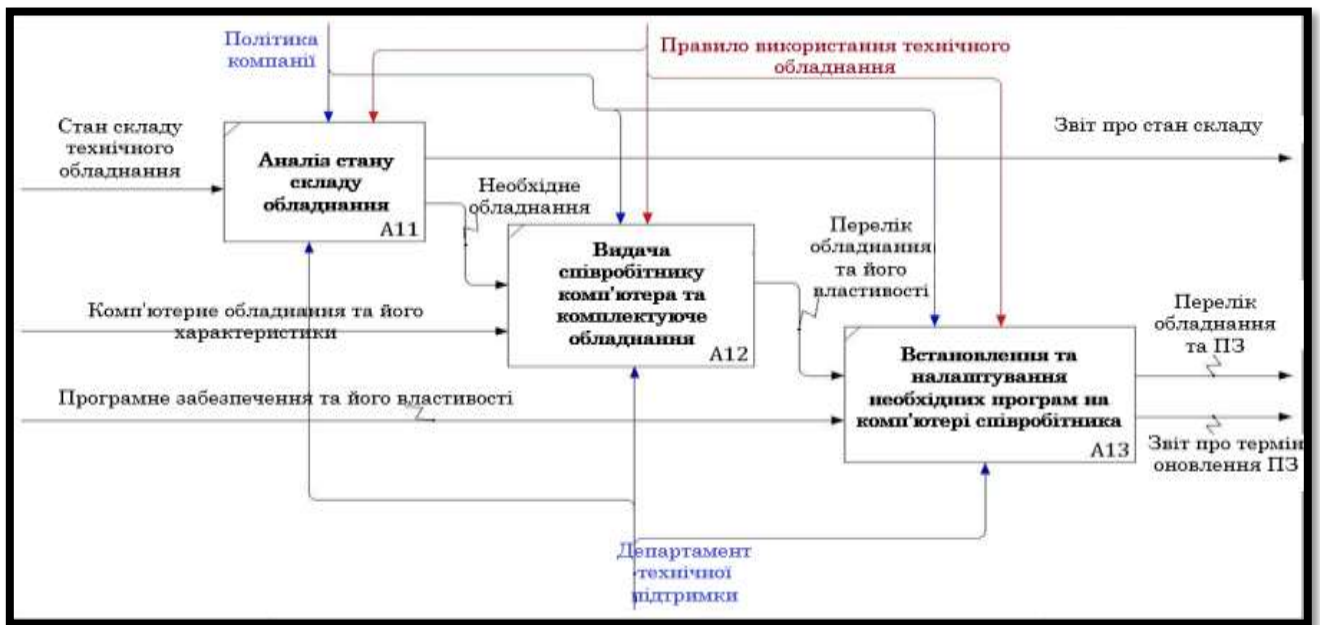 Політика
компанії
Правило використання технічного
обладнання
Стан складу
технічного
обладнання
Аналіз стану
складу
обладнання
A11
Звіт про стан складу
Необхідне
обладнання
Видача
співробітнику
комп'ютера та
комплектуюче
обладнання
A12
Перелік
обладнання
та його
властивості
Комп'ютерне обладнання та його
характеристики
Перелік
обладнання
та ПЗ
Встановлення та
налаштування
необхідних програм на
комп'ютері співробітника
A13
Програмне забезпечення та його властивості
Звіт про термін
оновлення ПЗ
Департамент
технічної
підтримки